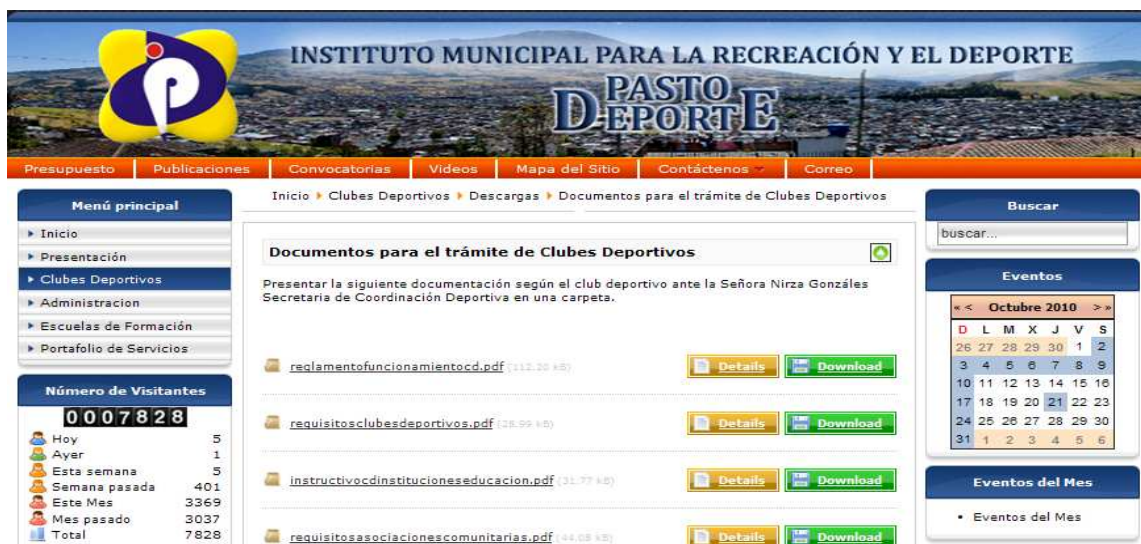 INSTITUTO MUNICIPAL PARA LA RECREACIÓN Y EL DEPORTE
PASTO
DEPORTE
Presupuesto Publicaciones Convocatorias Videos Mapa del Sitio Contáctenos Correo
Inicio Clubes Deportivos Descargas Documentos para el trámite de Clubes Deportivos
Menú principal
Inicio
Presentación
Clubes Deportivos
Administracion
Escuelas de Formación
Portafolio de Servicios
Número de Visitantes
0007828
Hoy 5
Ayer 1
Esta semana 5
Semana pasada 401
Este Mes 3369
Mes pasado 3037
Total 7828
Documentos para el trámite de Clubes Deportivos
Presentar la siguiente documentación según el club deportivo ante la Señora Nirza Gonzáles
Secretaria de Coordinación Deportiva en una carpeta.
reglamentofuncionamientocd.pdf (112.20 kB) Details Download
requisitosclubesdeportivos.pdf (28.99 kB) Details Download
instructivocdinstitucioneseducacion.pdf (31.77 kB) Details Download
requisitosasociacionescomunitarias.pdf (44.08 kB) Details Download
Buscar
buscar...
Eventos
« < Octubre 2010 > »
D L M X J V S
26 27 28 29 30 1 2
3 4 5 6 7 8 9
10 11 12 13 14 15 16
17 18 19 20 21 22 23
24 25 26 27 28 29 30
31 1 2 3 4 5 6
Eventos del Mes
Eventos del Mes